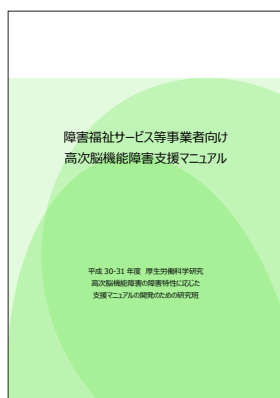 障害福祉サービス等事業者向け
高次脳機能障害支援マニュアル
平成 30-31 年度 厚生労働科学研究
高次脳機能障害の障害特性に応じた
支援マニュアルの開発のための研究班